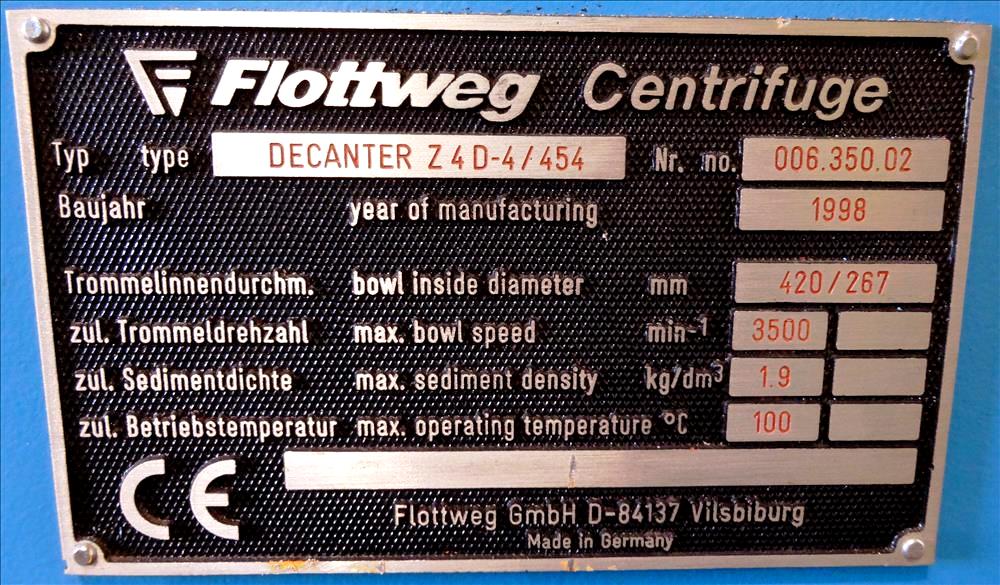 Flottweg Centrifuge
Typ type DECANTER Z4D-4/454 Nr. no. 006.350.02
Baujahr year of manufacturing 1998
Trommelinnendurchm. bowl inside diameter mm 420/267
zul. Trommeldrehzahl max. bowl speed min-1 3500
zul. Sedimentdichte max. sediment density kg/dm³ 1.9
zul. Betriebstemperatur max. operating temperature °C 100
CE
Flottweg GmbH D-84137 Vilsbiburg
Made in Germany